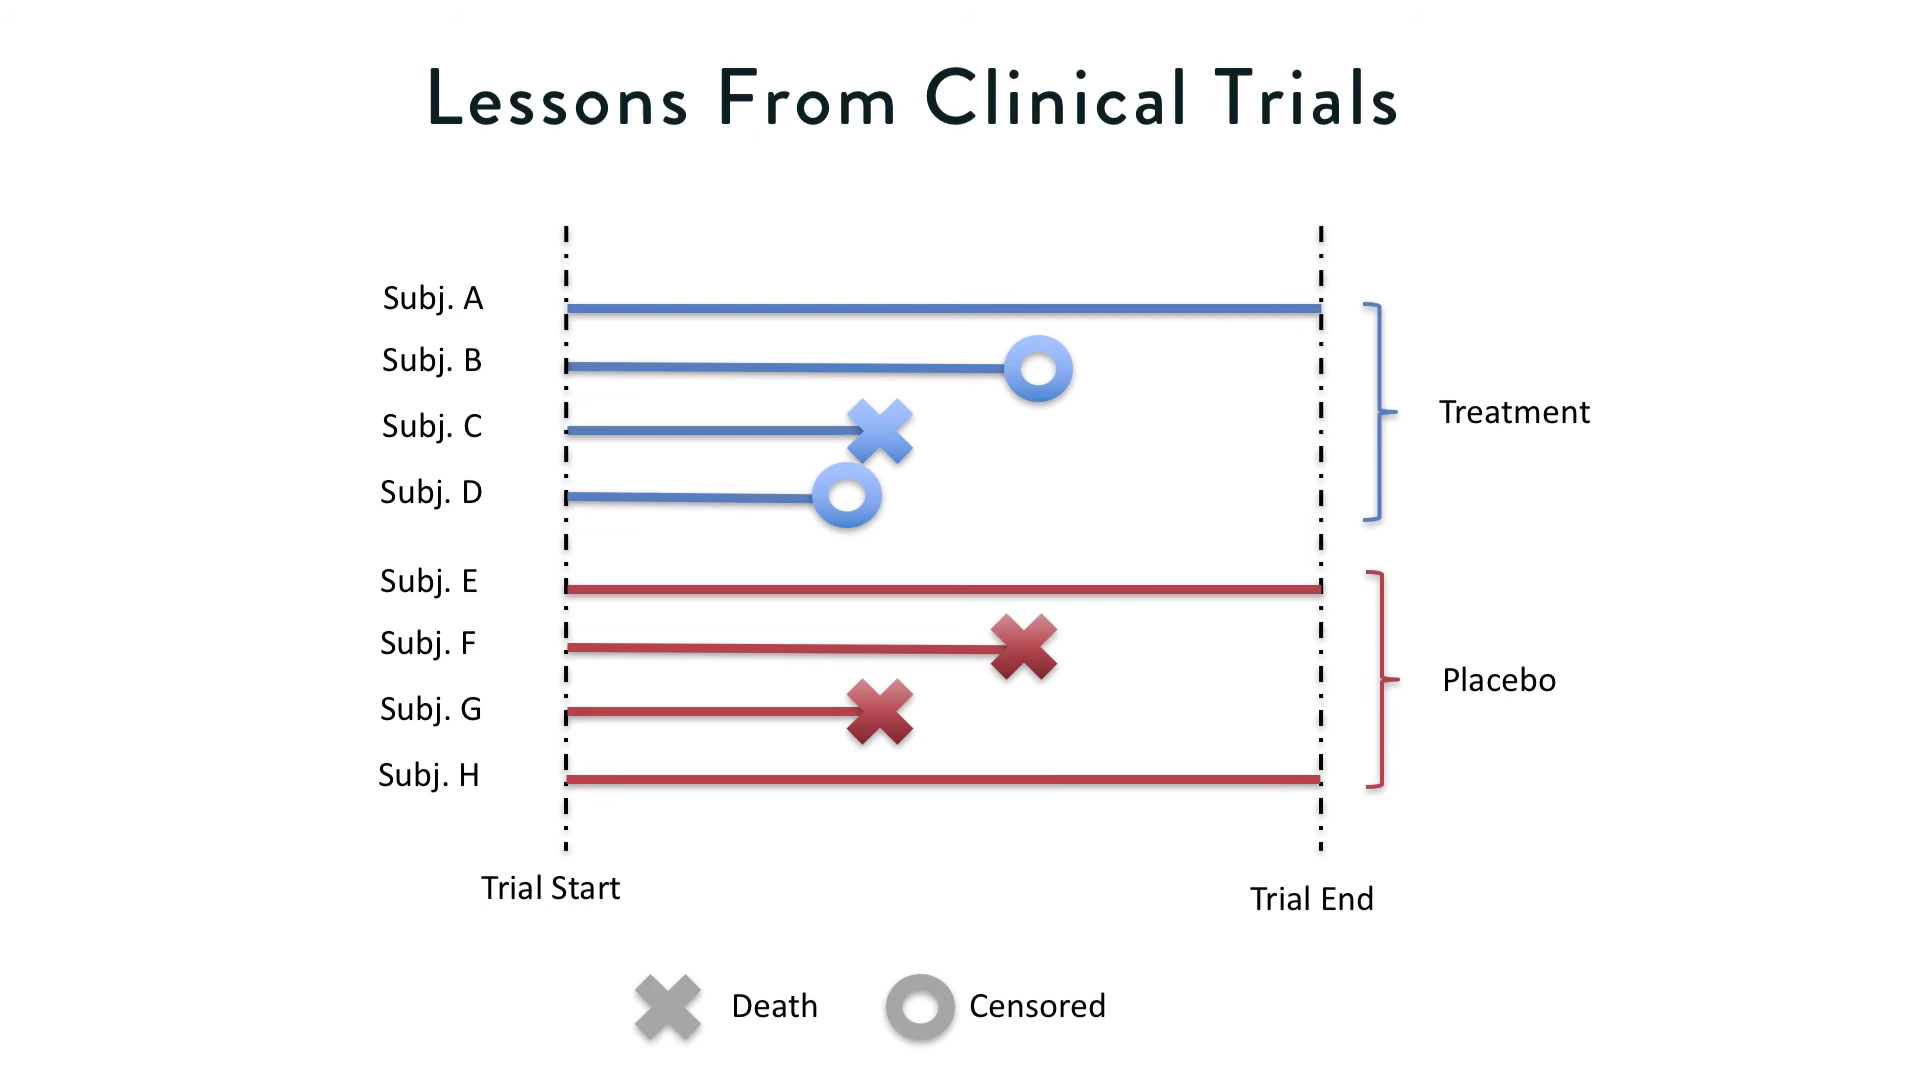 Lessons From Clinical Trials
Subj. A
Subj. B
Subj. C
Subj. D
Treatment
Subj. E
Subj. F
Subj. G
Subj. H
Placebo
Trial Start
Trial End
Death
Censored